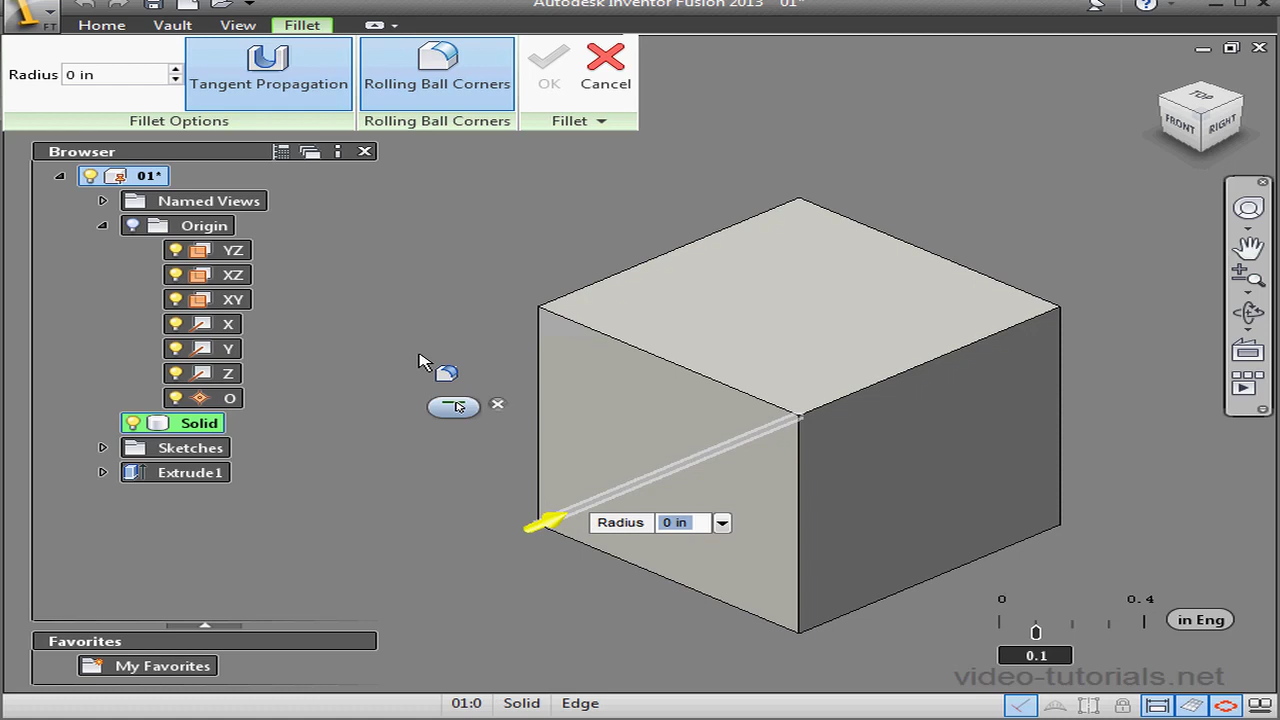 Autodesk Inventor Fusion 2013 01*
FT
Home Vault View Fillet
Radius 0 in
Tangent Propagation
Rolling Ball Corners
OK
Cancel
Fillet Options
Rolling Ball Corners
Fillet
Browser
01*
Named Views
Origin
YZ
XZ
XY
X
Y
Z
O
Solid
Sketches
Extrude1
Favorites
My Favorites
TOP
FRONT
RIGHT
Radius 0 in
0 0.4
in Eng
0.1
video-tutorials.net
01:0 Solid Edge